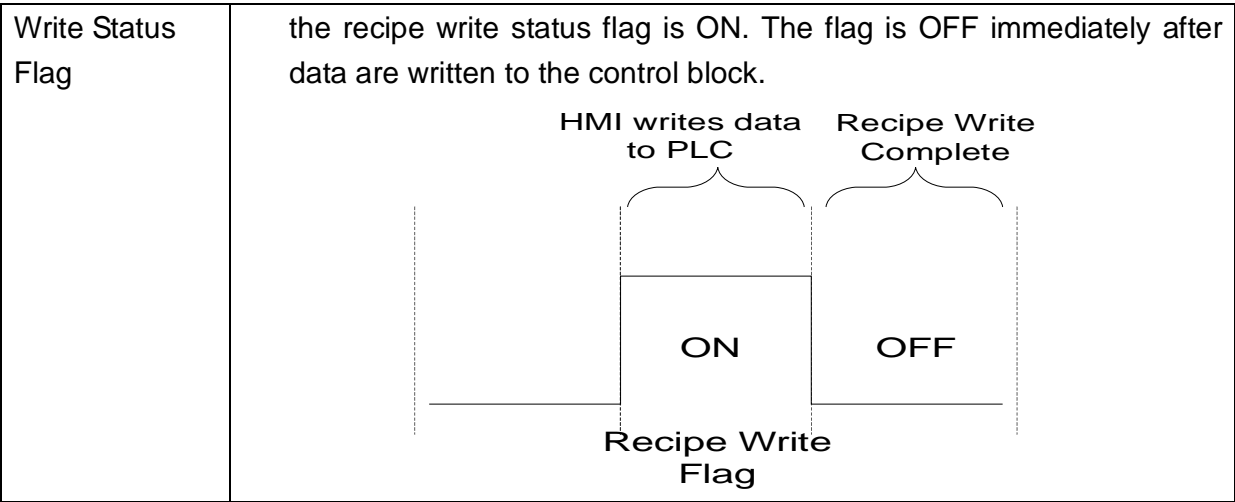 Write Status
Flag
the recipe write status flag is ON. The flag is OFF immediately after
data are written to the control block.
HMI writes data
to PLC
Recipe Write
Complete
ON
OFF
Recipe Write
Flag